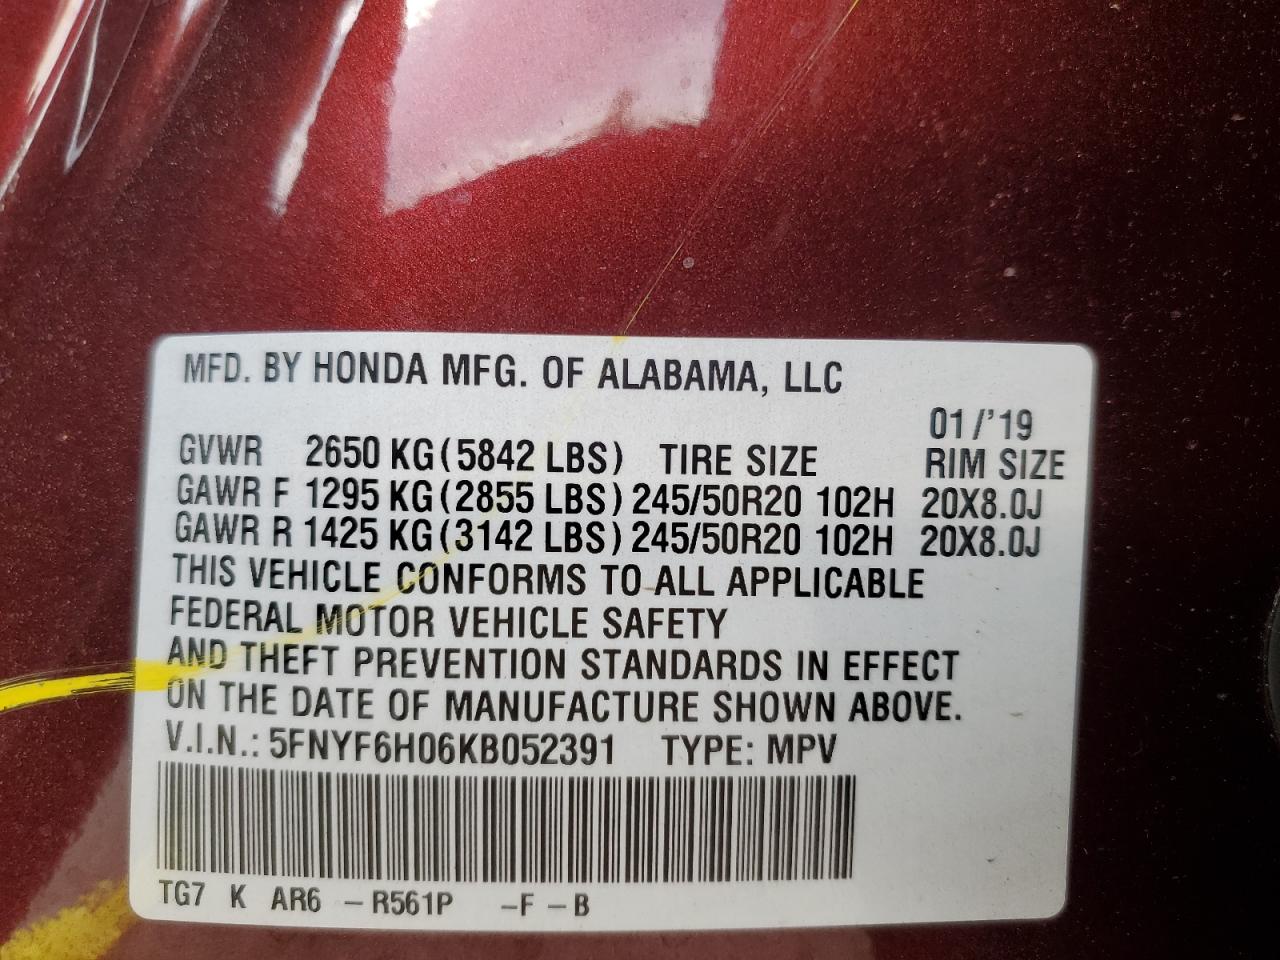 MFD. BY HONDA MFG. OF ALABAMA, LLC
01/'19
GVWR 2650 KG (5842 LBS) TIRE SIZE RIM SIZE
GAWR F 1295 KG (2855 LBS) 245/50R20 102H 20X8.0J
GAWR R 1425 KG (3142 LBS) 245/50R20 102H 20X8.0J
THIS VEHICLE CONFORMS TO ALL APPLICABLE
FEDERAL MOTOR VEHICLE SAFETY
AND THEFT PREVENTION STANDARDS IN EFFECT
ON THE DATE OF MANUFACTURE SHOWN ABOVE.
V.I.N.: 5FNYF6H06KB052391 TYPE: MPV
TG7 K AR6 – R561P –F – B